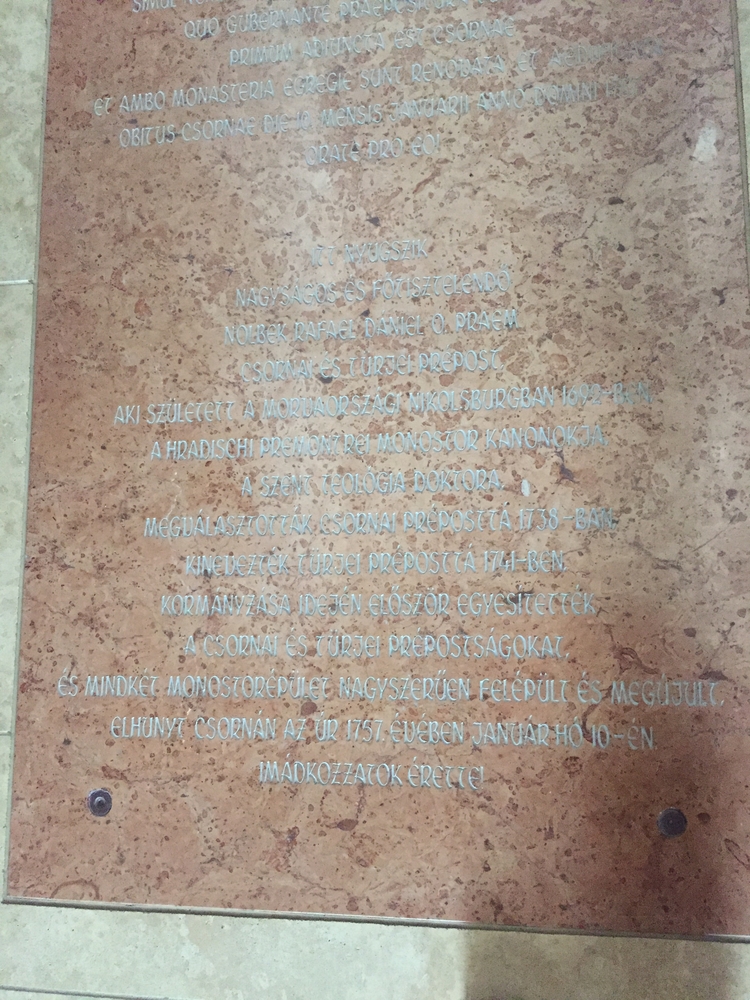 SIMUL
QUO GUBERNANTE PRAEPOSITURA
PRIMUM ADIUNCTA EST CSORNAE
ET AMBO MONASTERIA EGREGIE SUNT RENOVATA ET
OBITUS CSORNAE DIE 10 MENSIS JANUARII ANNO DOMINI
ORATE PRO EO!
ITT NYUGSZIK
NAGYSÁGOS ÉS FŐTISZTELENDŐ
NOLBEK RAFAEL DÁNIEL O. PRAEM.
CSORNAI ÉS TÜRJEI PRÉPOST
AKI SZÜLETETT A MORVAORSZÁGI NIKOLSBURGBAN 1692-BEN.
A HRADISCHI PREMONTREI MONOSTOR KANONOKJA,
A SZENT TEOLÓGIA DOKTORA.
MEGVÁLASZTOTTÁK CSORNAI PRÉPOSTTÁ 1738-BAN,
KINEVEZTÉK TÜRJEI PRÉPOSTTÁ 1741-BEN.
KORMÁNYZÁSA IDEJÉN ELŐSZÖR EGYESÍTETTÉK
A CSORNAI ÉS TÜRJEI PRÉPOSTSÁGOKAT,
ÉS MINDKÉT MONOSTORÉPÜLET NAGYSZERŰEN FELÉPÜLT ÉS MEGÚJULT.
ELHUNYT CSORNÁN AZ ÚR 1757. ÉVÉBEN JANUÁR HÓ 10-ÉN.
IMÁDKOZZATOK ÉRETTE!